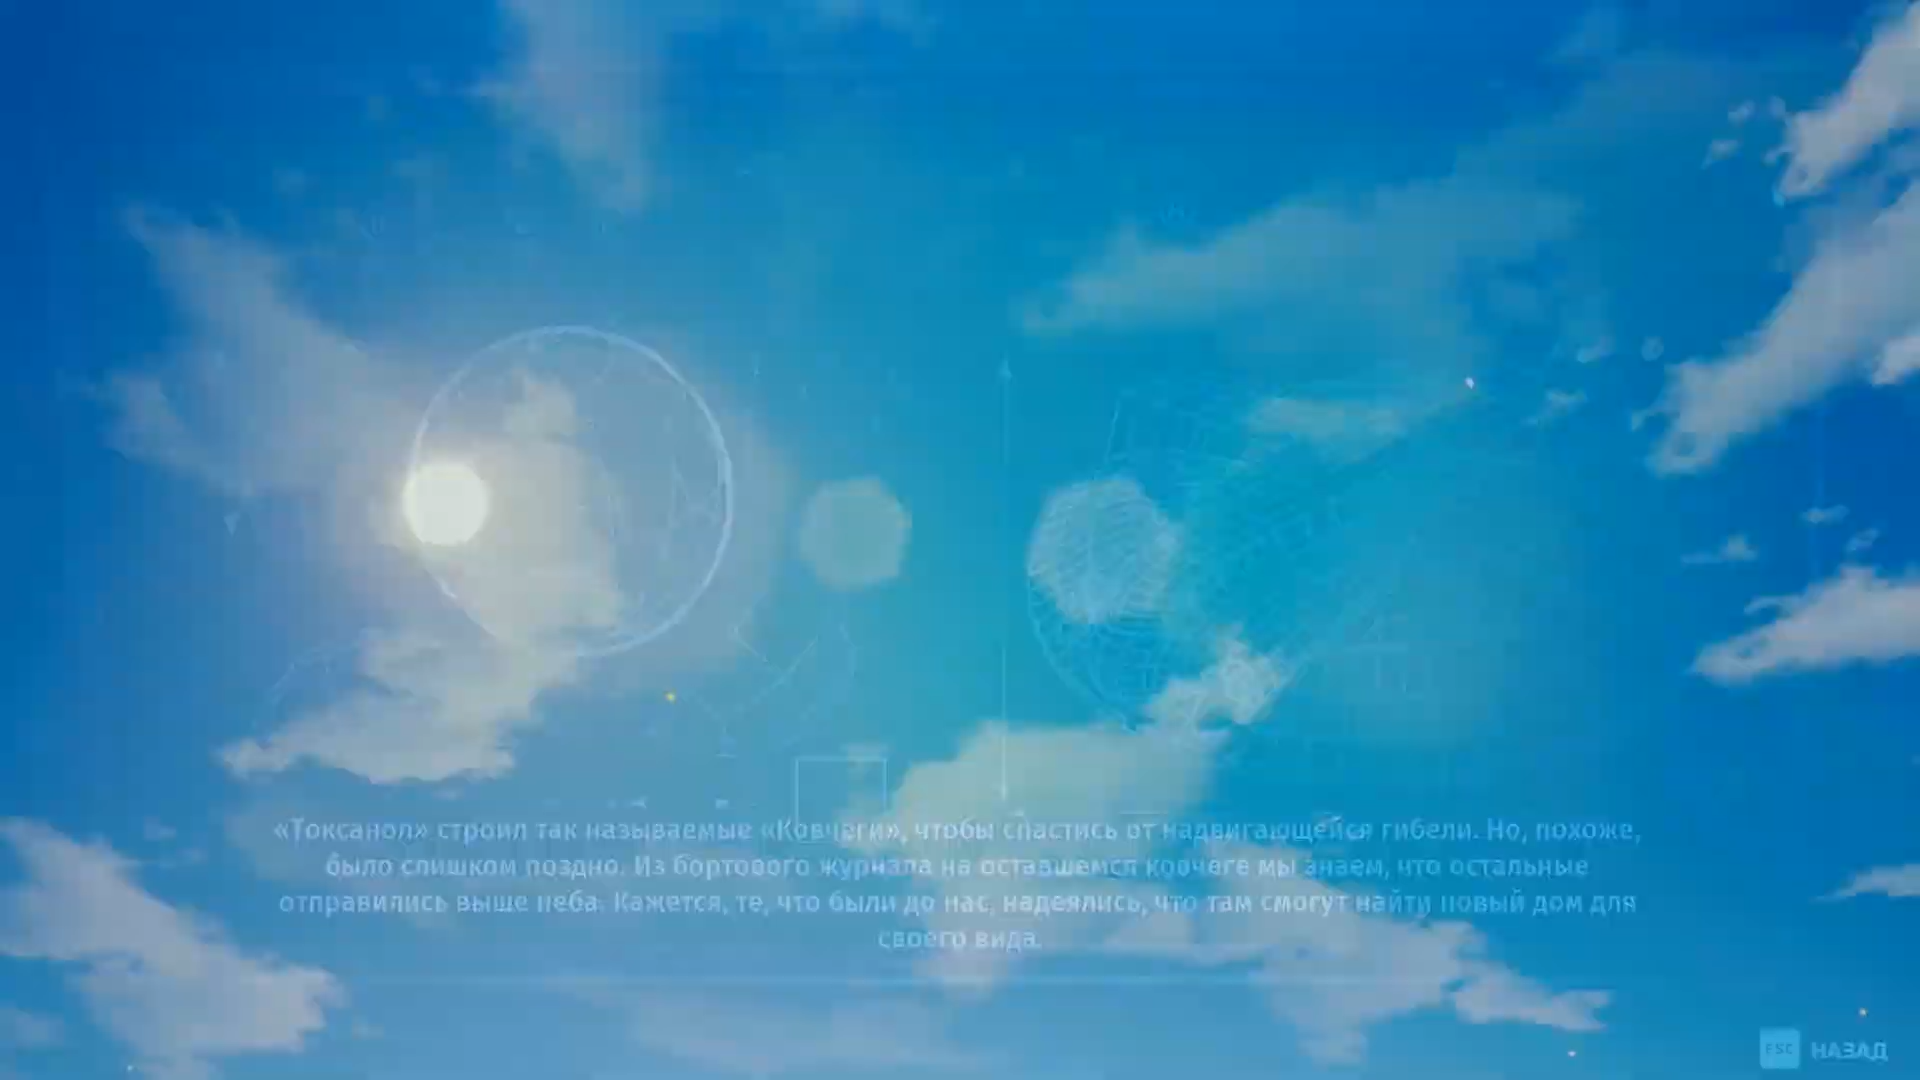 «Токсанол» строил так называемые «Ковчеги», чтобы спастись от надвигающейся гибели. Но, похоже,
было слишком поздно. Из бортового журнала на оставшемся ковчеге мы знаем, что остальные
отправились выше неба. Кажется, те, что были до нас, надеялись, что там смогут найти новый дом для
своего вида.
ESC НАЗАД